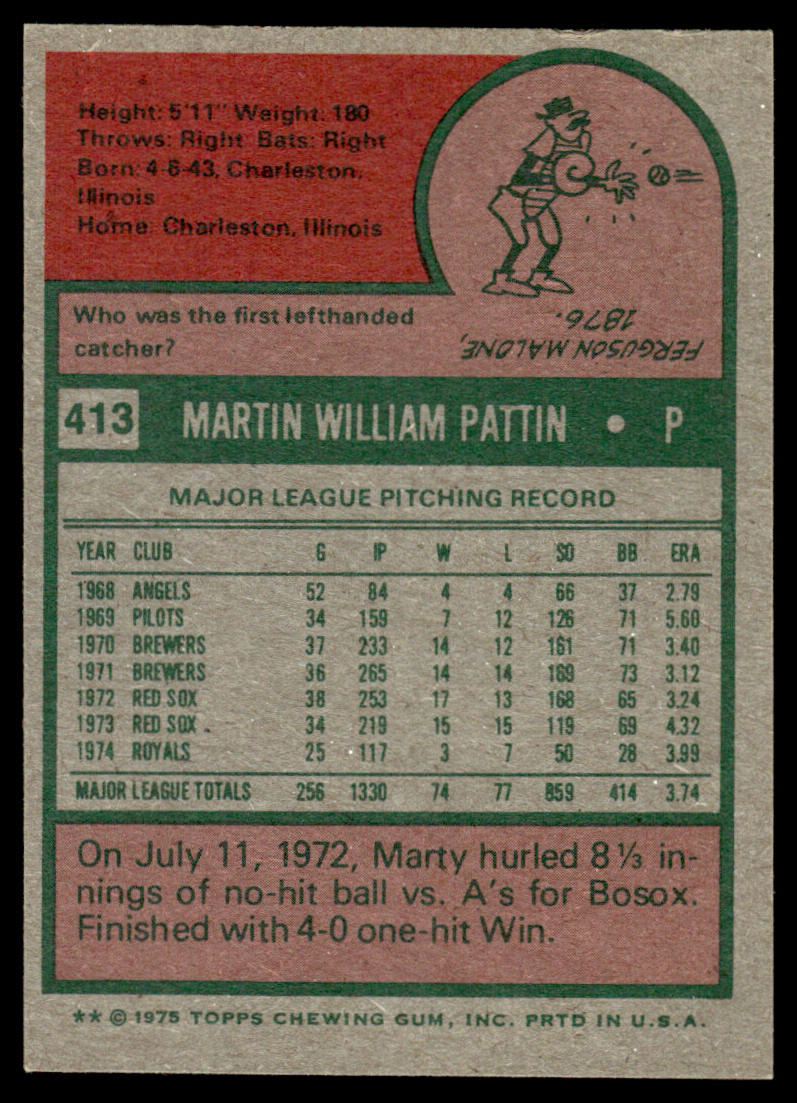 Height: 5'11" Weight: 180
Throws: Right Bats: Right
Born: 4-6-43, Charleston,
Illinois
Home: Charleston, Illinois
Who was the first lefthanded
catcher?
FERGUSON MALONE,
1876.
413 MARTIN WILLIAM PATTIN • P
MAJOR LEAGUE PITCHING RECORD
YEAR CLUB G IP W L SO BB ERA
1968 ANGELS 52 84 4 4 66 37 2.79
1969 PILOTS 34 159 7 12 126 71 5.60
1970 BREWERS 37 233 14 12 161 71 3.40
1971 BREWERS 36 265 14 14 169 73 3.12
1972 RED SOX 38 253 17 13 168 65 3.24
1973 RED SOX 34 219 15 15 119 69 4.32
1974 ROYALS 25 117 3 7 50 28 3.99
MAJOR LEAGUE TOTALS 256 1330 74 77 859 414 3.74
On July 11, 1972, Marty hurled 8 ⅓ in-
nings of no-hit ball vs. A's for Bosox.
Finished with 4-0 one-hit Win.
** © 1975 TOPPS CHEWING GUM, INC. PRTD IN U.S.A.